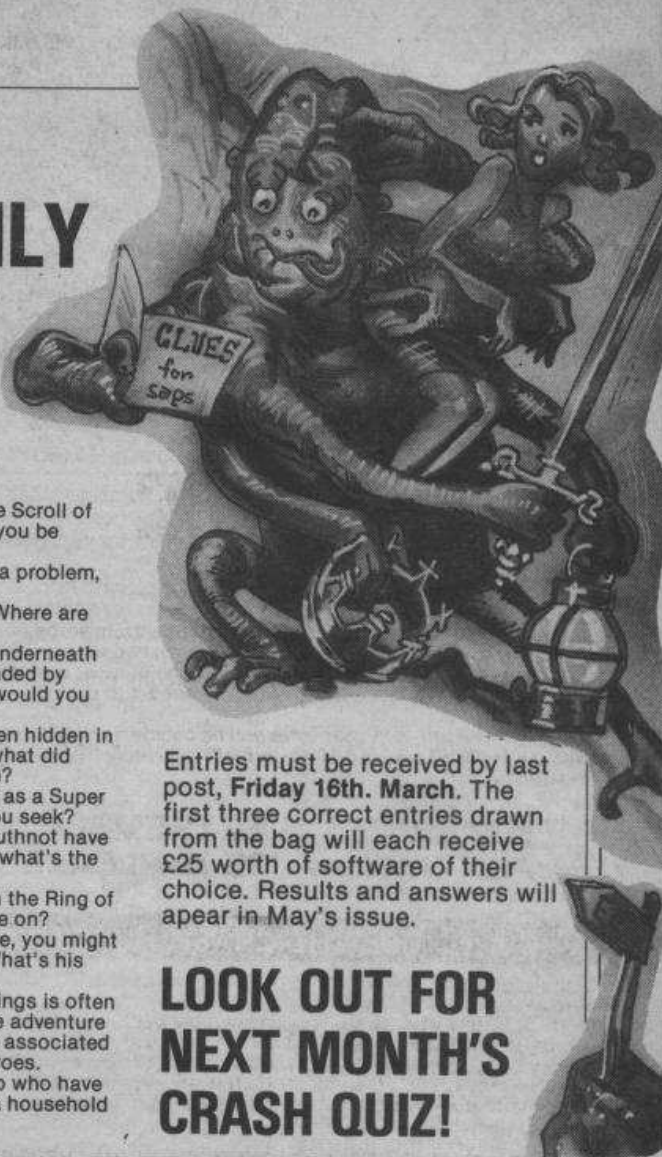 ILY
CLUES
for
saps
e Scroll of
you be
a problem,
Where are
nderneath
ded by
would you
en hidden in
what did
?
as a Super
ou seek?
uthnot have
what's the
the Ring of
e on?
e, you might
hat's his
ings is often
e adventure
associated
oes.
o who have
household
Entries must be received by last
post, Friday 16th. March. The
first three correct entries drawn
from the bag will each receive
£25 worth of software of their
choice. Results and answers will
apear in May's issue.
LOOK OUT FOR
NEXT MONTH'S
CRASH QUIZ!